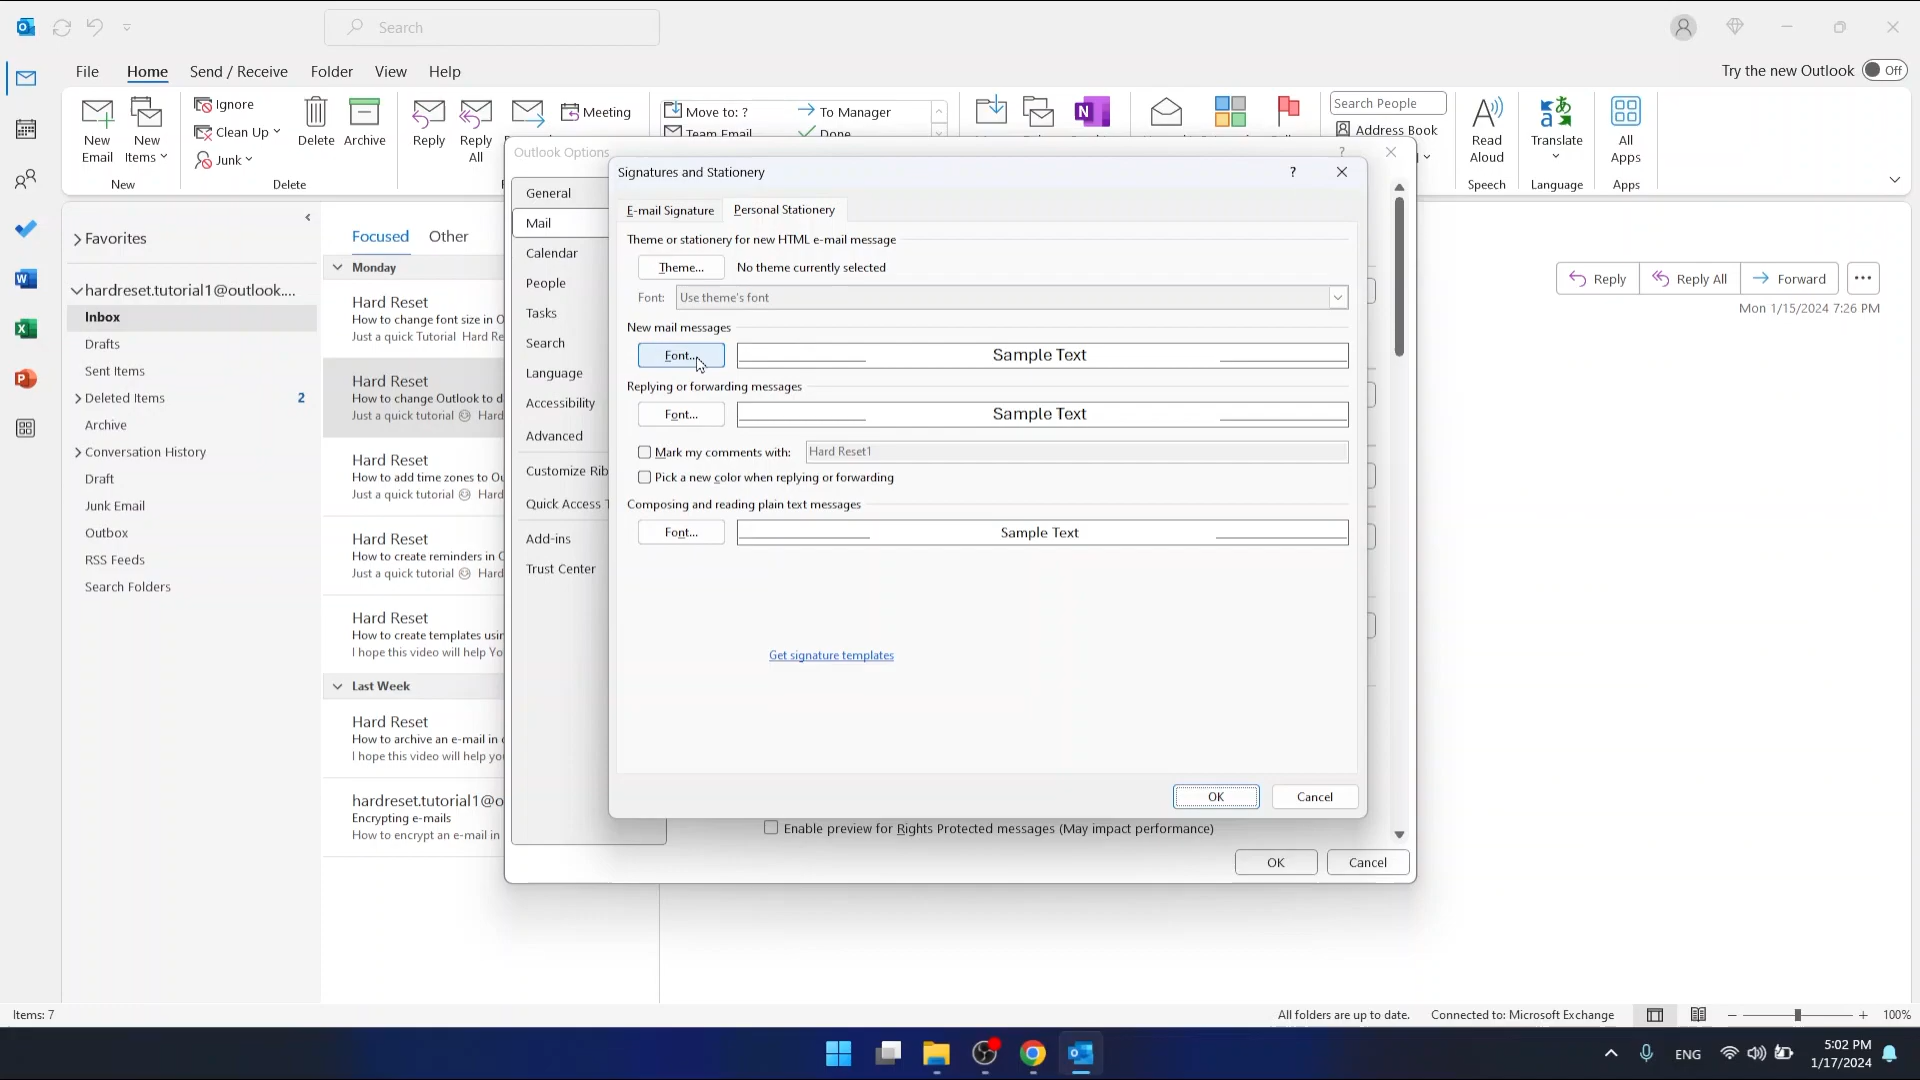 Search
File
Home
Send / Receive
Folder
View
Help
Try the new Outlook
Off
New
Email
New
Items
New
Ignore
Clean Up
Junk
Delete
Archive
Delete
Reply
Reply
All
Meeting
Move to: ?
To Manager
Team Email
Done
Search People
Address Book
Read
Aloud
Speech
Translate
Language
All
Apps
Apps
Favorites
hardreset.tutorial1@outlook....
Inbox
Drafts
Sent Items
Deleted Items 2
Archive
Conversation History
Draft
Junk Email
Outbox
RSS Feeds
Search Folders
Focused
Other
Monday
Hard Reset
How to change font size in O
Just a quick Tutorial Hard Re
Hard Reset
How to change Outlook to d
Just a quick tutorial Hard
Hard Reset
How to add time zones to Ou
Just a quick tutorial Hard
Hard Reset
How to create reminders in O
Just a quick tutorial Hard
Hard Reset
How to create templates usin
I hope this video will help Yo
Last Week
Hard Reset
How to archive an e-mail in o
I hope this video will help yo
hardreset.tutorial1@o
Encrypting e-mails
How to encrypt an e-mail in
Reply
Reply All
Forward
Mon 1/15/2024 7:26 PM
Outlook Options
?
General
Mail
Calendar
People
Tasks
Search
Language
Accessibility
Advanced
Customize Rib
Quick Access T
Add-ins
Trust Center
Signatures and Stationery
?
E-mail Signature
Personal Stationery
Theme or stationery for new HTML e-mail message
Theme...
No theme currently selected
Font:
Use theme's font
New mail messages
Font...
Sample Text
Replying or forwarding messages
Font...
Sample Text
Mark my comments with:
Hard Reset1
Pick a new color when replying or forwarding
Composing and reading plain text messages
Font...
Sample Text
Get signature templates
OK
Cancel
Enable preview for Rights Protected messages (May impact performance)
OK
Cancel
Items: 7
All folders are up to date.
Connected to: Microsoft Exchange
100%
ENG
5:02 PM
1/17/2024